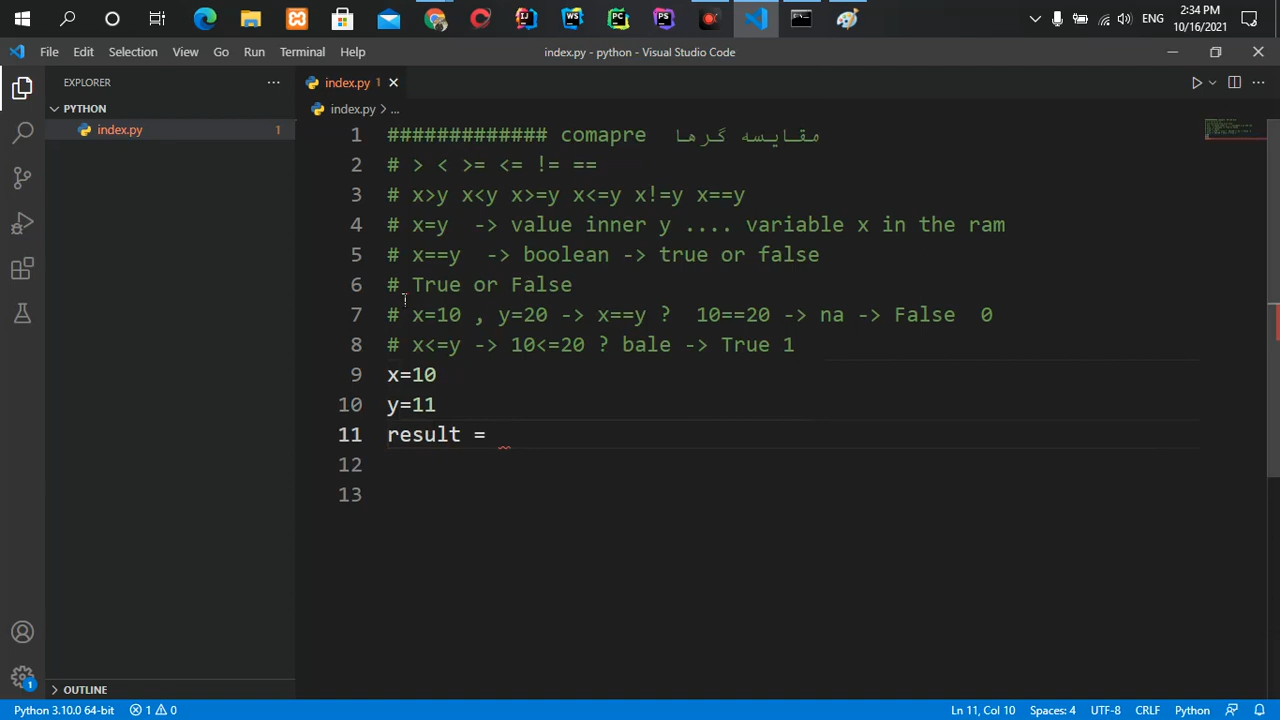 2:34 PM
ENG
10/16/2021
File Edit Selection View Go Run Terminal Help
index.py - python - Visual Studio Code
EXPLORER
index.py 1
PYTHON
index.py > ...
index.py 1
1 ############# comapre مقایسه گرها
2 # > < >= <= != ==
3 # x>y x<y x>=y x<=y x!=y x==y
4 # x=y -> value inner y .... variable x in the ram
5 # x==y -> boolean -> true or false
6 # True or False
7 # x=10 , y=20 -> x==y ? 10==20 -> na -> False 0
8 # x<=y -> 10<=20 ? bale -> True 1
9 x=10
10 y=11
11 result =
12
13
OUTLINE
1
Python 3.10.0 64-bit 1 0 Ln 11, Col 10 Spaces: 4 UTF-8 CRLF Python